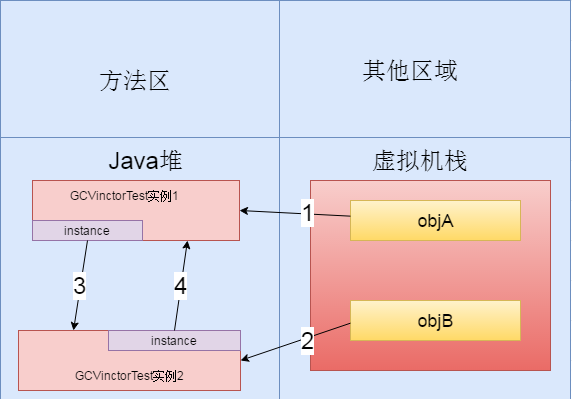 方法区
其他区域
Java堆
虚拟机栈
GCVinctorTest实例1
instance
1
objA
3
4
instance
2
objB
GCVinctorTest实例2